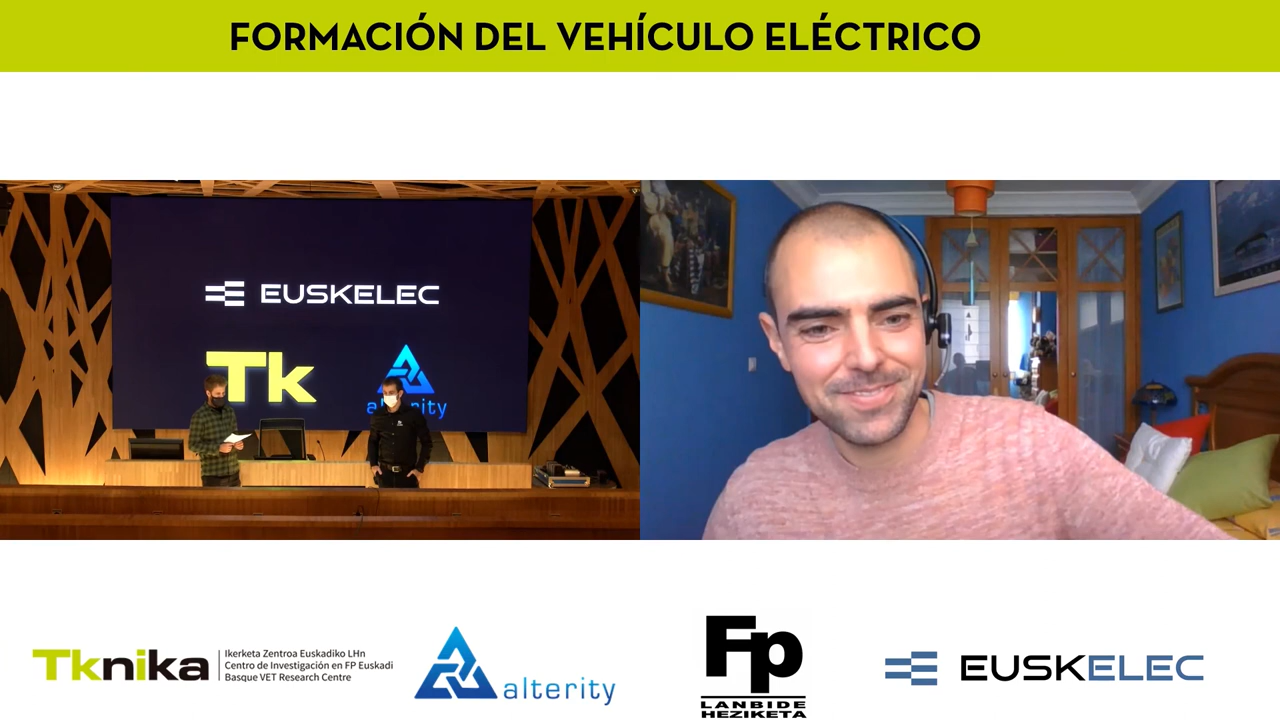 FORMACIÓN DEL VEHÍCULO ELÉCTRICO
EUSKELEC
Tk
alterity
Tknika
Ikerketa Zentroa Euskadiko LHn
Centro de Investigación en FP Euskadi
Basque VET Research Centre
alterity
Fp
LANBIDE
HEZIKETA
EUSKELEC